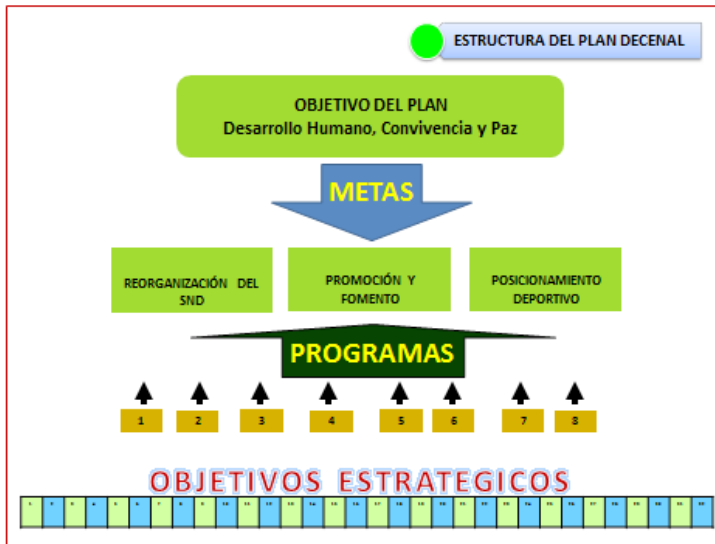 ESTRUCTURA DEL PLAN DECENAL
OBJETIVO DEL PLAN
Desarrollo Humano, Convivencia y Paz
METAS
REORGANIZACIÓN DEL
SND
PROMOCIÓN Y
FOMENTO
POSICIONAMIENTO
DEPORTIVO
PROGRAMAS
1 2 3 4 5 6 7 8
OBJETIVOS ESTRATEGICOS